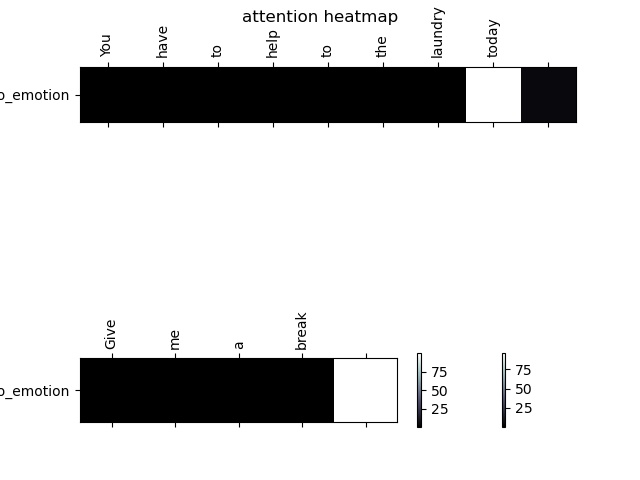 attention heatmap
You have to help to the laundry today
o_emotion
Give me a break
o_emotion
75
50
25
75
50
25